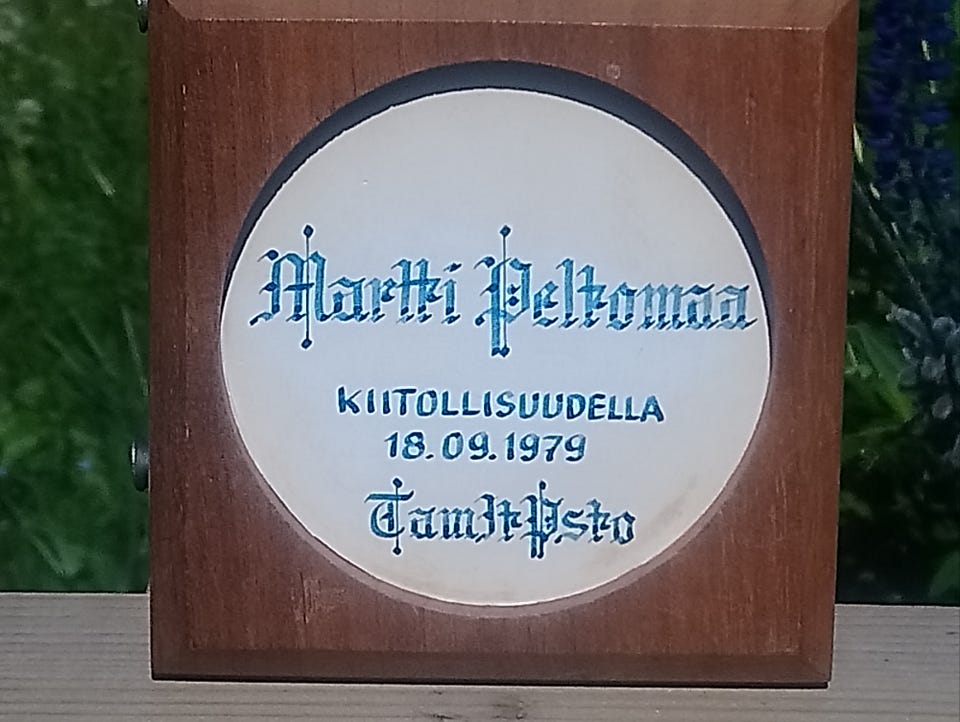 Martti Peltomaa
KIITOLLISUUDELLA
18.09.1979
TamItPsto